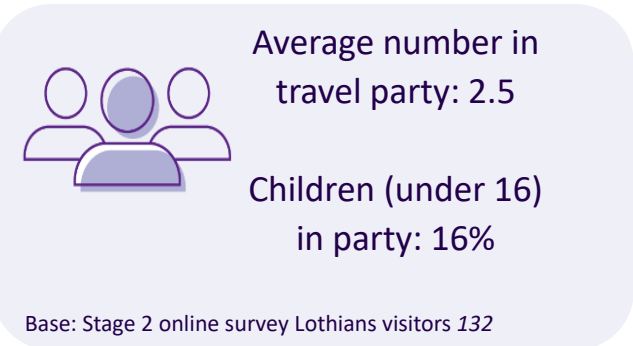 Average number in
travel party: 2.5
Children (under 16)
in party: 16%
Base: Stage 2 online survey Lothians visitors 132